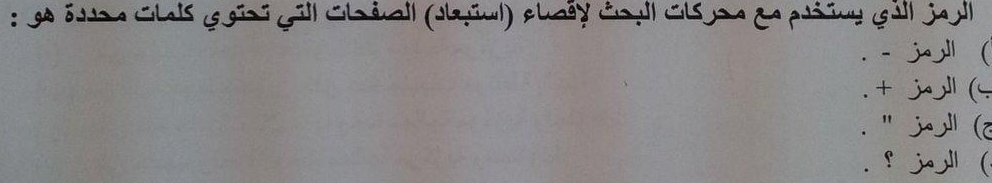 الرمز الذي يستخدم مع محركات البحث لإقصاء (استبعاد) الصفحات التي تحتوي كلمات محددة هو :
أ) الرمز - .
ب) الرمز + .
ج) الرمز " .
) الرمز ؟ .